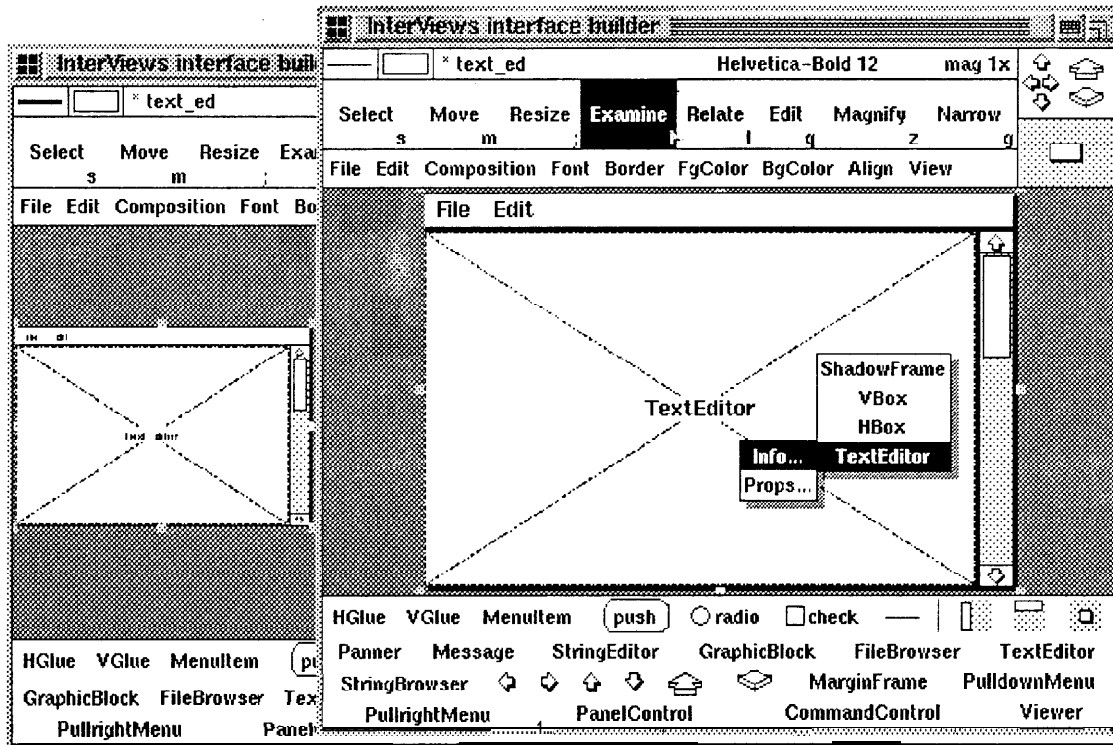 InterViews interface builder
* text_ed Helvetica-Bold 12 mag 1x
Select Move Resize Examine Relate Edit Magnify Narrow
s m ; l q z g
File Edit Composition Font Border FgColor BgColor Align View
File Edit
TextEditor
ShadowFrame
VBox
HBox
Info... TextEditor
Props...
HGlue VGlue MenuItem push radio check
Panner Message StringEditor GraphicBlock FileBrowser TextEditor
StringBrowser MarginFrame PulldownMenu
PullrightMenu PanelControl CommandControl Viewer
InterViews interface buil
* text_ed
Select Move Resize Exa
s m ;
File Edit Composition Font Bo
HGlue VGlue MenuItem pu
GraphicBlock FileBrowser Tex
PullrightMenu Panel